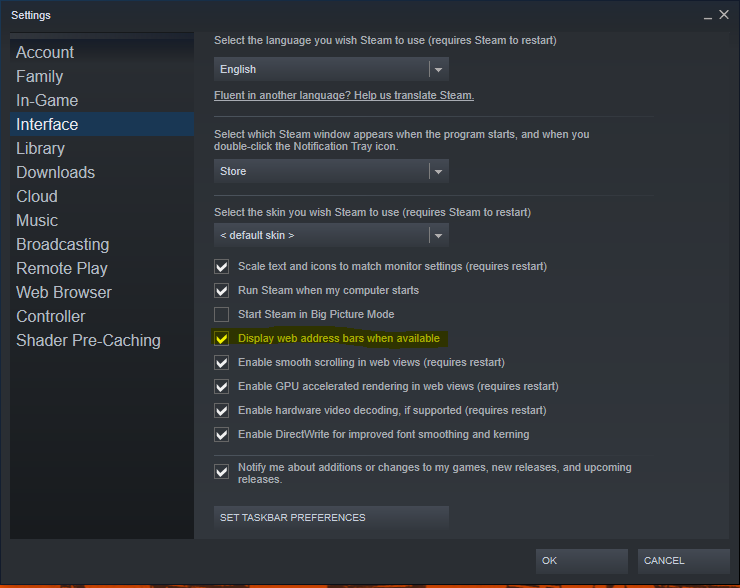 Settings
Account
Family
In-Game
Interface
Library
Downloads
Cloud
Music
Broadcasting
Remote Play
Web Browser
Controller
Shader Pre-Caching
Select the language you wish Steam to use (requires Steam to restart)
English
Fluent in another language? Help us translate Steam.
Select which Steam window appears when the program starts, and when you
double-click the Notification Tray icon.
Store
Select the skin you wish Steam to use (requires Steam to restart)
< default skin >
Scale text and icons to match monitor settings (requires restart)
Run Steam when my computer starts
Start Steam in Big Picture Mode
Display web address bars when available
Enable smooth scrolling in web views (requires restart)
Enable GPU accelerated rendering in web views (requires restart)
Enable hardware video decoding, if supported (requires restart)
Enable DirectWrite for improved font smoothing and kerning
Notify me about additions or changes to my games, new releases, and upcoming
releases.
SET TASKBAR PREFERENCES
OK
CANCEL